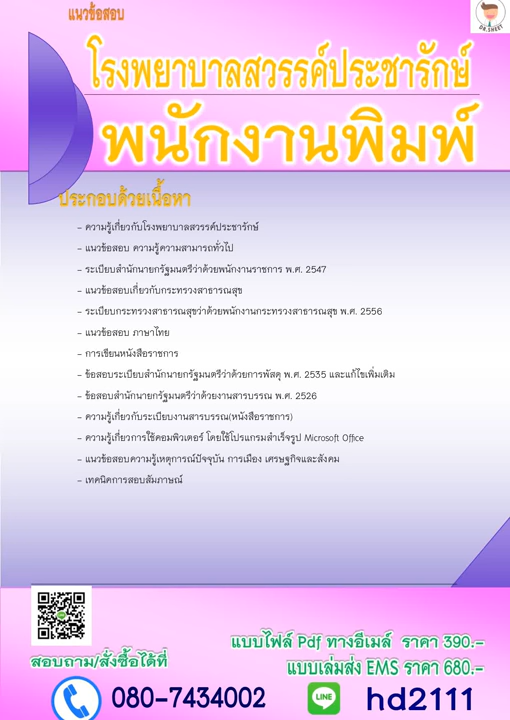 แนวข้อสอบ
DR.SHEET
โรงพยาบาลสวรรค์ประชารักษ์
พนักงานพิมพ์
ประกอบด้วยเนื้อหา
- ความรู้เกี่ยวกับโรงพยาบาลสวรรค์ประชารักษ์
- แนวข้อสอบ ความรู้ความสามารถทั่วไป
- ระเบียบสำนักนายกรัฐมนตรีว่าด้วยพนักงานราชการ พ.ศ. 2547
- แนวข้อสอบเกี่ยวกับกระทรวงสาธารณสุข
- ระเบียบกระทรวงสาธารณสุขว่าด้วยพนักงานกระทรวงสาธารณสุข พ.ศ. 2556
- แนวข้อสอบ ภาษาไทย
- การเขียนหนังสือราชการ
- ข้อสอบระเบียบสำนักนายกรัฐมนตรีว่าด้วยการพัสดุ พ.ศ. 2535 และแก้ไขเพิ่มเติม
- ข้อสอบสำนักนายกรัฐมนตรีว่าด้วยงานสารบรรณ พ.ศ. 2526
- ความรู้เกี่ยวกับระเบียบงานสารบรรณ(หนังสือราชการ)
- ความรู้เกี่ยวการใช้คอมพิวเตอร์ โดยใช้โปรแกรมสำเร็จรูป Microsoft Office
- แนวข้อสอบความรู้เหตุการณ์ปัจจุบัน การเมือง เศรษฐกิจและสังคม
- เทคนิคการสอบสัมภาษณ์
แบบไฟล์ Pdf ทางอีเมล์ ราคา 390.-
สอบถาม/สั่งซื้อได้ที่
แบบเล่มส่ง EMS ราคา 680.-
080-7434002
LINE
hd2111